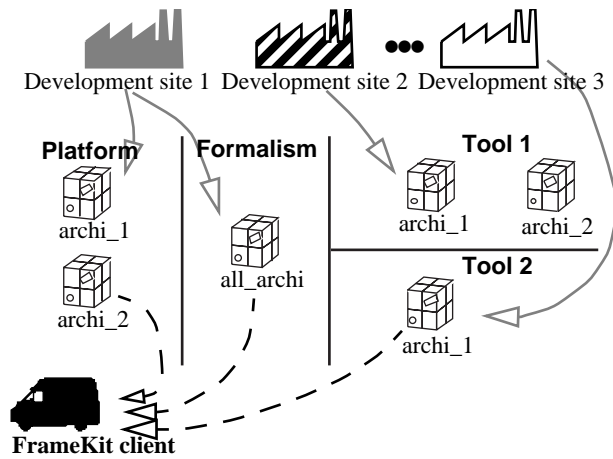 Development site 1
Development site 2
Development site 3
Platform
Formalism
Tool 1
archi_1
archi_1
archi_2
all_archi
Tool 2
archi_2
archi_1
FrameKit client